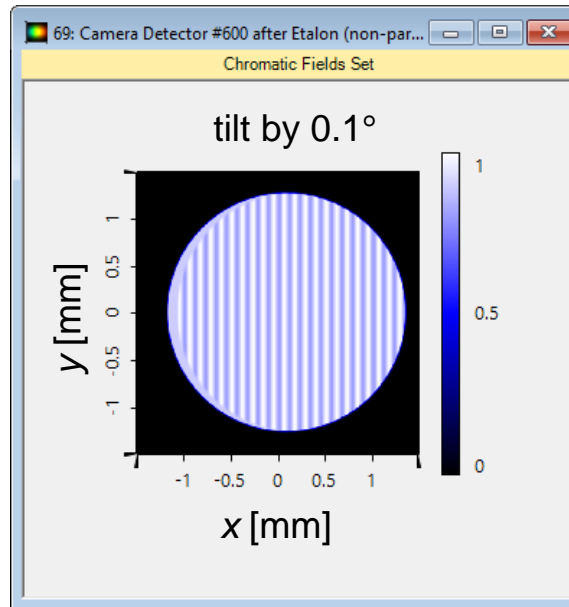 69: Camera Detector #600 after Etalon (non-par...
Chromatic Fields Set
tilt by 0.1°
1
0.5
0
y [mm]
1
0.5
0
-0.5
-1
-1 -0.5 0 0.5 1
x [mm]